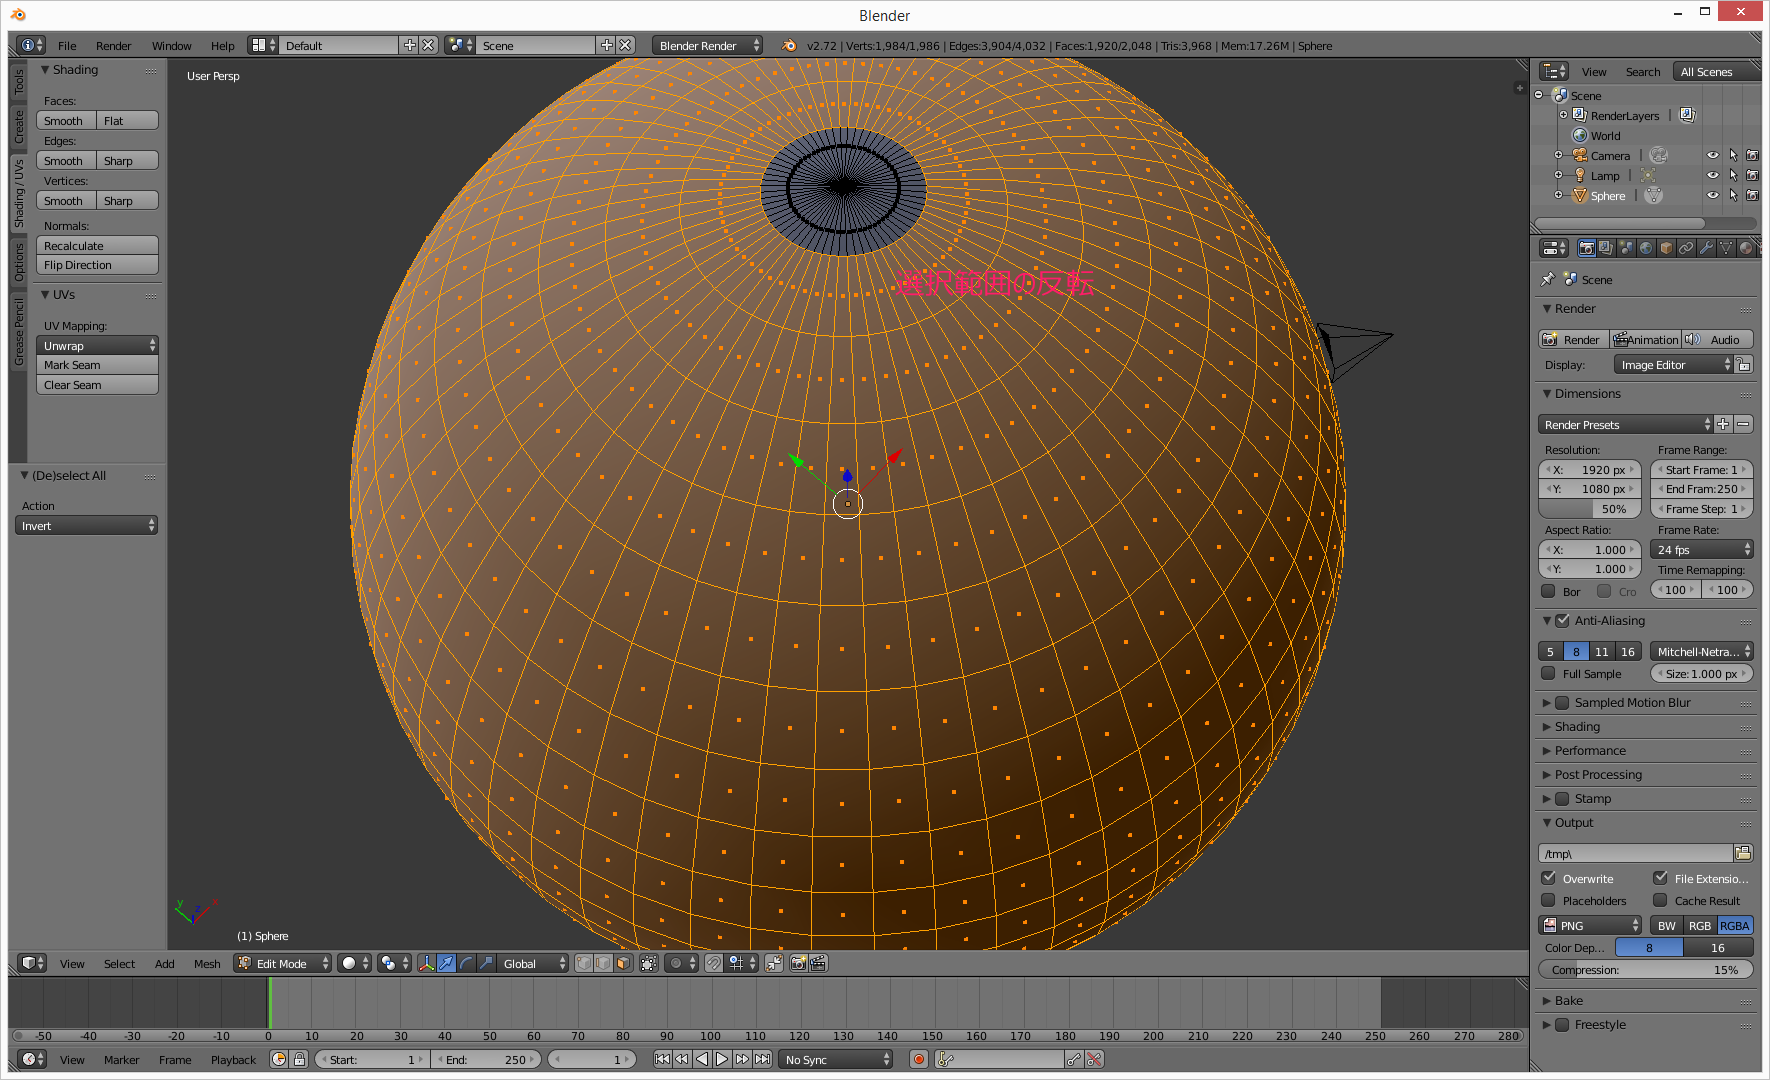 Blender
File Render Window Help Default Scene Blender Render v2.72 | Verts:1,984/1,986 | Edges:3,904/4,032 | Faces:1,920/2,048 | Tris:3,968 | Mem:17.26M | Sphere
Tools
Create
Shading / UVs
Options
Grease Pencil
Shading
Faces:
Smooth Flat
Edges:
Smooth Sharp
Vertices:
Smooth Sharp
Normals:
Recalculate
Flip Direction
UVs
UV Mapping:
Unwrap
Mark Seam
Clear Seam
(De)select All
Action
Invert
User Persp
選択範囲の反転
(1) Sphere
View Search All Scenes
Scene
RenderLayers
World
Camera
Lamp
Sphere
Scene
Render
Render Animation Audio
Display: Image Editor
Dimensions
Render Presets
Resolution: Frame Range:
X: 1920 px Start Frame: 1
Y: 1080 px End Fram:250
50% Frame Step: 1
Aspect Ratio: Frame Rate:
X: 1.000 24 fps
Y: 1.000 Time Remapping:
Bor Cro 100 100
Anti-Aliasing
5 8 11 16 Mitchell-Netra...
Full Sample Size:1.000 px
Sampled Motion Blur
Shading
Performance
Post Processing
Stamp
Output
/tmp\
Overwrite File Extensio...
Placeholders Cache Result
PNG BW RGB RGBA
Color Dep... 8 16
Compression: 15%
Bake
Freestyle
View Select Add Mesh Edit Mode Global
-50 -40 -30 -20 -10 0 10 20 30 40 50 60 70 80 90 100 110 120 130 140 150 160 170 180 190 200 210 220 230 240 250 260 270 280
View Marker Frame Playback Start: 1 End: 250 1 No Sync